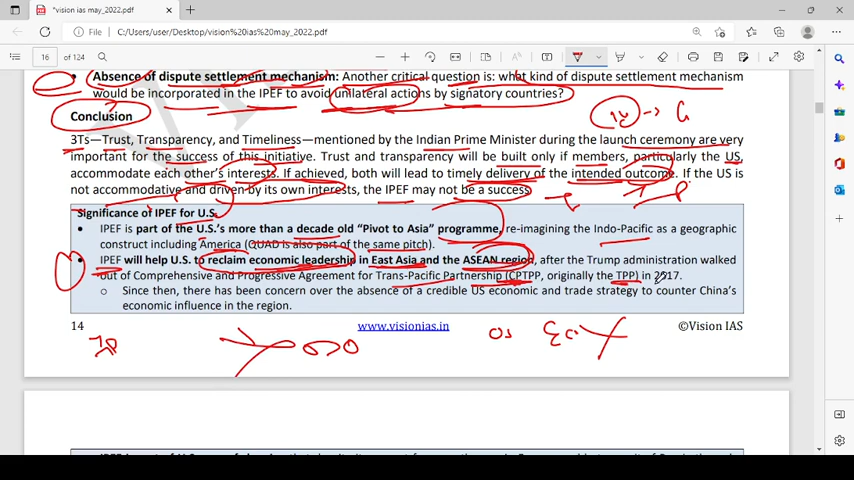 vision ias may_2022.pdf
File
C:/Users/user/Desktop/vision%20ias%20may_2022.pdf
16 of 124
• Absence of dispute settlement mechanism: Another critical question is: what kind of dispute settlement mechanism
would be incorporated in the IPEF to avoid unilateral actions by signatory countries?
Conclusion
3Ts—Trust, Transparency, and Timeliness—mentioned by the Indian Prime Minister during the launch ceremony are very
important for the success of this initiative. Trust and transparency will be built only if members, particularly the US,
accommodate each other's interests. If achieved, both will lead to timely delivery of the intended outcome. If the US is
not accommodative and driven by its own interests, the IPEF may not be a success.
Significance of IPEF for U.S.
• IPEF is part of the U.S.'s more than a decade old "Pivot to Asia" programme, re-imagining the Indo-Pacific as a geographic
construct including America (QUAD is also part of the same pitch).
• IPEF will help U.S. to reclaim economic leadership in East Asia and the ASEAN region, after the Trump administration walked
out of Comprehensive and Progressive Agreement for Trans-Pacific Partnership (CPTPP, originally the TPP) in 2017.
o Since then, there has been concern over the absence of a credible US economic and trade strategy to counter China's
economic influence in the region.
14
www.visionias.in
©Vision IAS